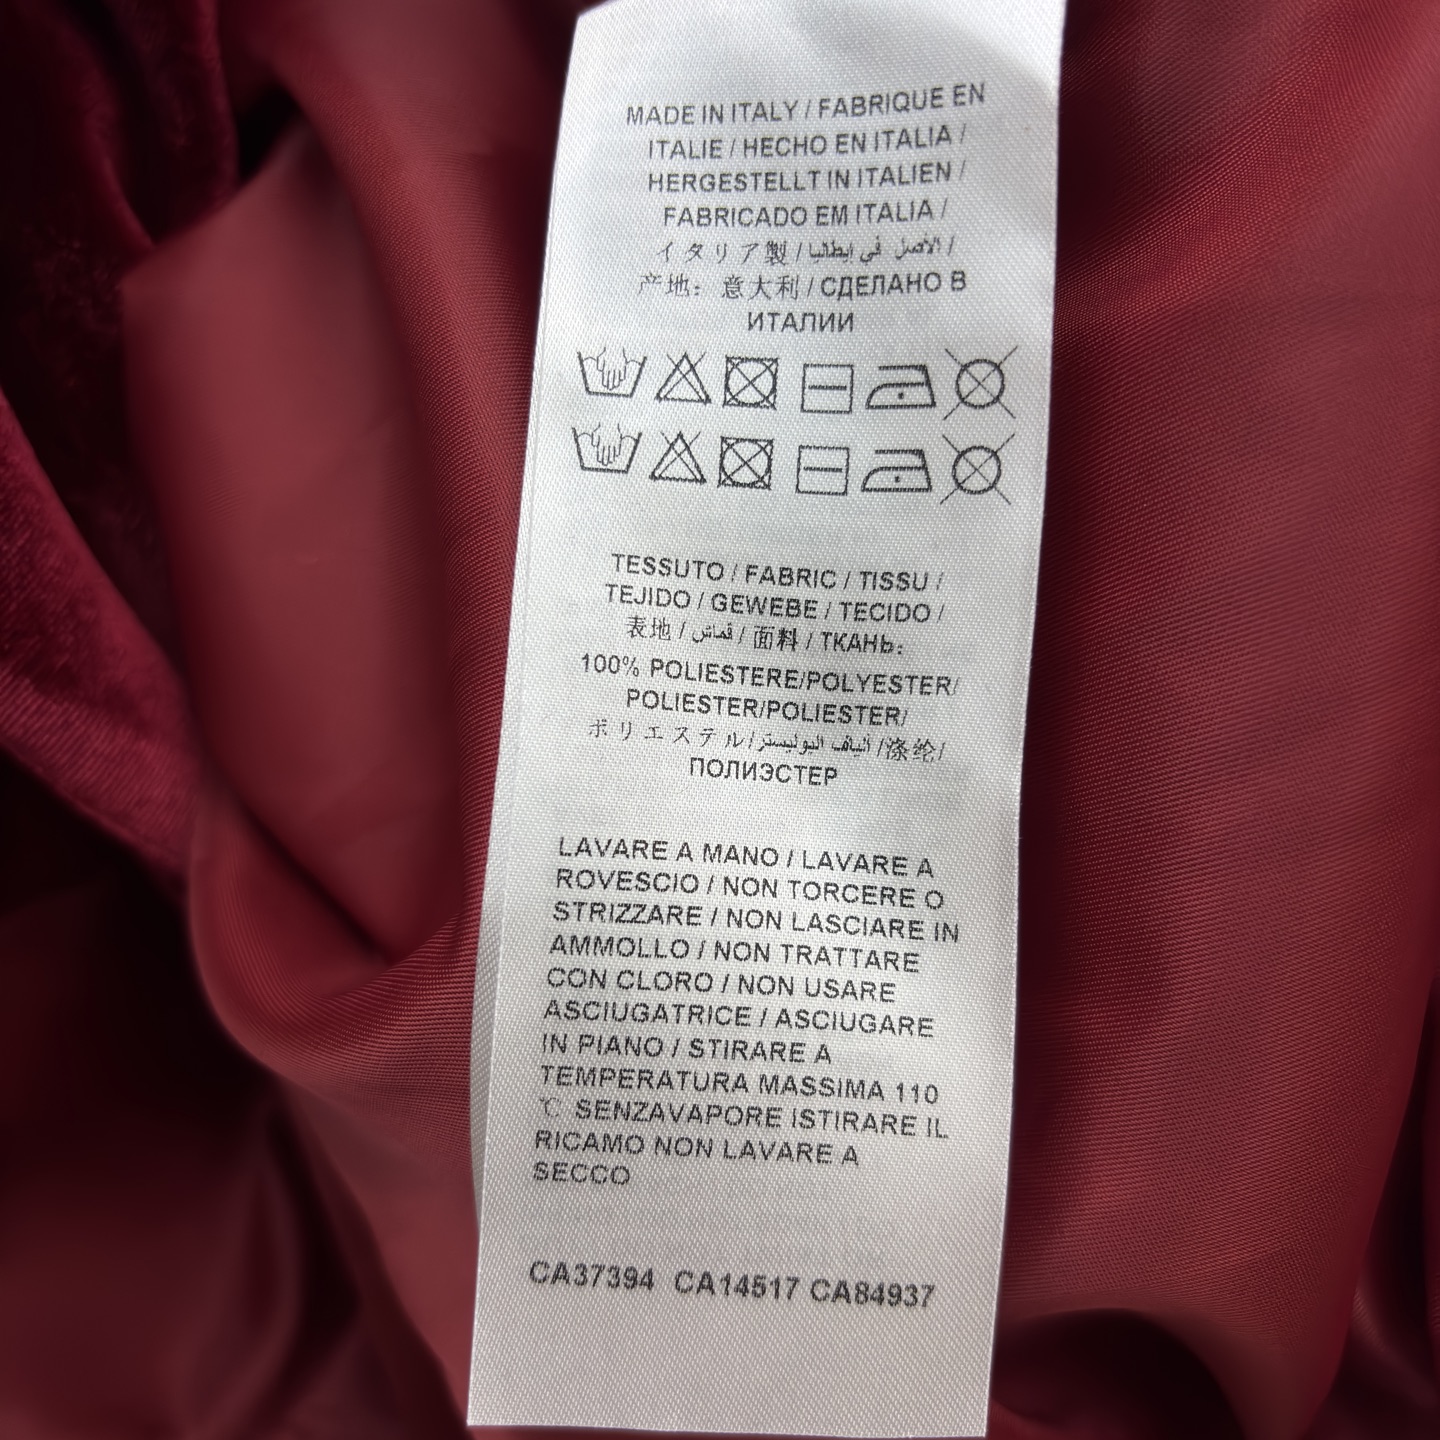 MADE IN ITALY / FABRIQUE EN
ITALIE / HECHO EN ITALIA /
HERGESTELLT IN ITALIEN /
FABRICADO EM ITALIA /
イタリア製 / الأصل في إيطاليا /
产地：意大利 / СДЕЛАНО В
ИТАЛИИ
TESSUTO / FABRIC / TISSU /
TEJIDO / GEWEBE / TECIDO /
表地 / قماش / 面料 / ТКАНЬ:
100% POLIESTERE/POLYESTER/
POLIESTER/POLIESTER/
ポリエステル/ألياف البوليستر/涤纶/
ПОЛИЭСТЕР
LAVARE A MANO / LAVARE A
ROVESCIO / NON TORCERE O
STRIZZARE / NON LASCIARE IN
AMMOLLO / NON TRATTARE
CON CLORO / NON USARE
ASCIUGATRICE / ASCIUGARE
IN PIANO / STIRARE A
TEMPERATURA MASSIMA 110
℃ SENZAVAPORE ISTIRARE IL
RICAMO NON LAVARE A
SECCO
CA37394 CA14517 CA84937